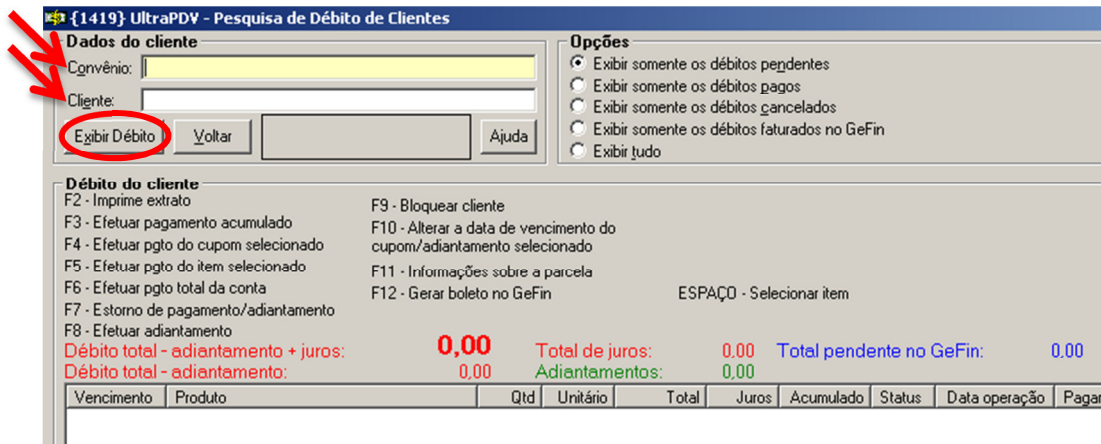 {1419} UltraPDV - Pesquisa de Débito de Clientes
Dados do cliente
Convênio:
Cliente:
Exibir Débito Voltar Ajuda
Opções
Exibir somente os débitos pendentes
Exibir somente os débitos pagos
Exibir somente os débitos cancelados
Exibir somente os débitos faturados no GeFin
Exibir tudo
Débito do cliente
F2 - Imprime extrato
F3 - Efetuar pagamento acumulado
F4 - Efetuar pgto do cupom selecionado
F5 - Efetuar pgto do item selecionado
F6 - Efetuar pgto total da conta
F7 - Estorno de pagamento/adiantamento
F8 - Efetuar adiantamento
F9 - Bloquear cliente
F10 - Alterar a data de vencimento do
cupom/adiantamento selecionado
F11 - Informações sobre a parcela
F12 - Gerar boleto no GeFin
ESPAÇO - Selecionar item
Débito total - adiantamento + juros: 0,00 Total de juros: 0,00 Total pendente no GeFin: 0,00
Débito total - adiantamento: 0,00 Adiantamentos: 0,00
Vencimento Produto Qtd Unitário Total Juros Acumulado Status Data operação Pagar